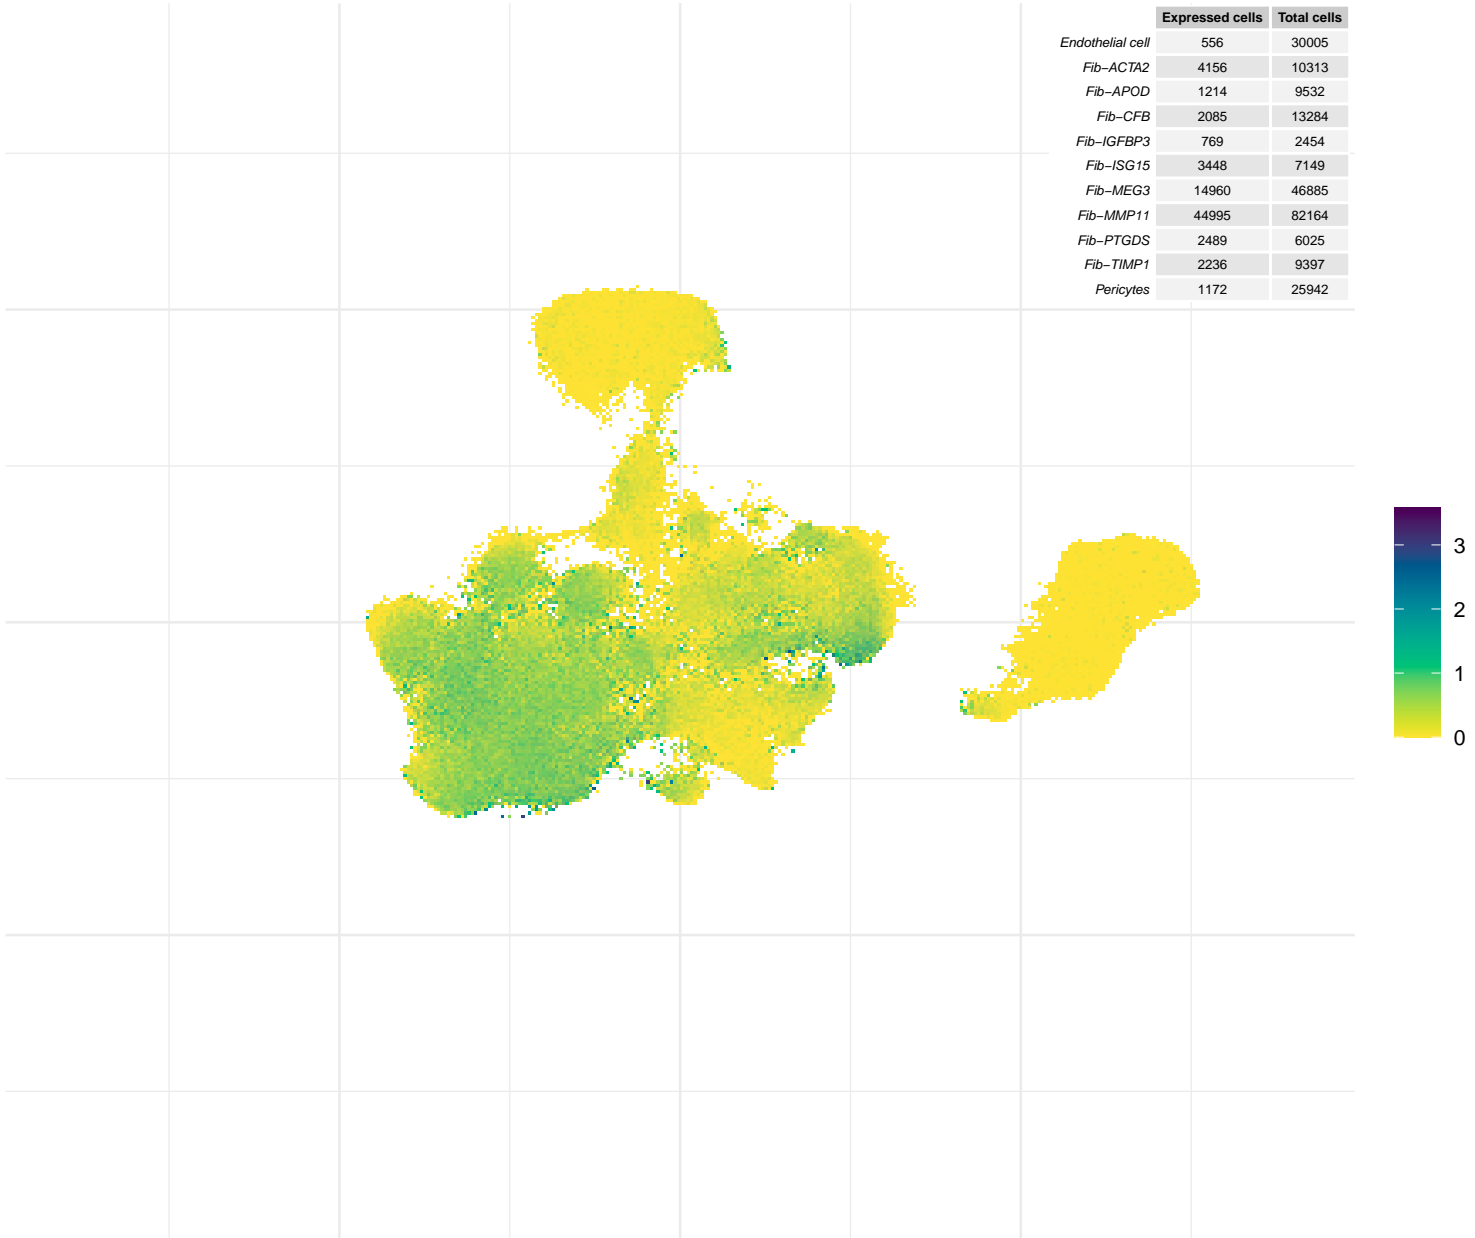 Expressed cells Total cells
Endothelial cell 556 30005
Fib−ACTA2 4156 10313
Fib−APOD 1214 9532
Fib−CFB 2085 13284
Fib−IGFBP3 769 2454
Fib−ISG15 3448 7149
Fib−MEG3 14960 46885
Fib−MMP11 44995 82164
Fib−PTGDS 2489 6025
Fib−TIMP1 2236 9397
Pericytes 1172 25942
3
2
1
0